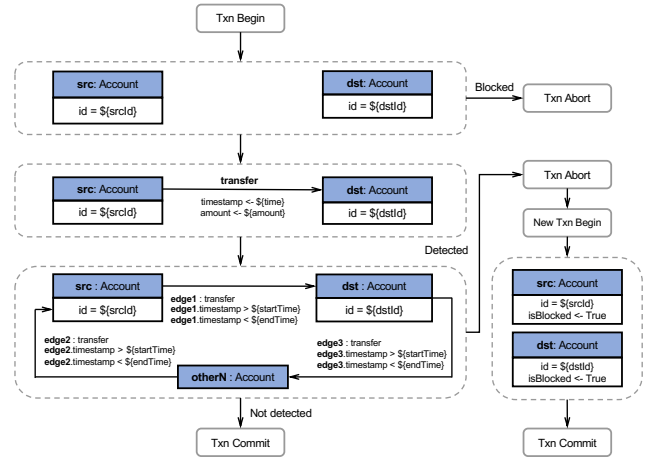 Txn Begin
src: Account
id = ${srcId}
dst: Account
id = ${dstId}
Blocked
Txn Abort
src: Account
id = ${srcId}
transfer
timestamp <- ${time}
amount <- ${amount}
dst: Account
id = ${dstId}
Detected
Txn Abort
New Txn Begin
src : Account
id = ${srcId}
edge1 : transfer
edge1.timestamp > ${startTime}
edge1.timestamp < ${endTime}
dst : Account
id = ${dstId}
edge2 : transfer
edge2.timestamp > ${startTime}
edge2.timestamp < ${endTime}
edge3 : transfer
edge3.timestamp > ${startTime}
edge3.timestamp < ${endTime}
otherN : Account
src: Account
id = ${srcId}
isBlocked <- True
dst: Account
id = ${dstId}
isBlocked <- True
Not detected
Txn Commit
Txn Commit